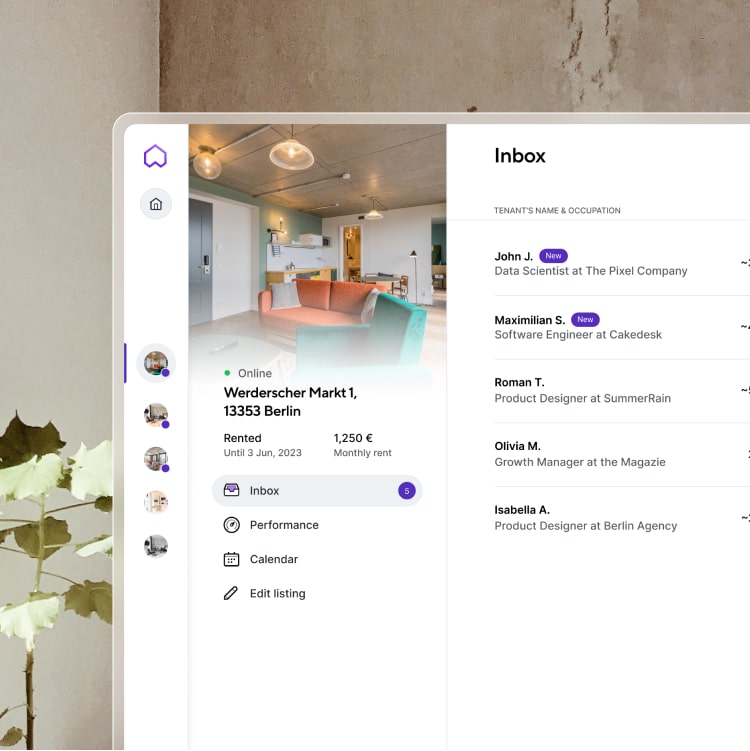 Inbox
TENANT'S NAME & OCCUPATION
John J. New
Data Scientist at The Pixel Company
Maximilian S. New
Software Engineer at Cakedesk
Roman T.
Product Designer at SummerRain
Olivia M.
Growth Manager at the Magazie
Isabella A.
Product Designer at Berlin Agency
Online
Werderscher Markt 1,
13353 Berlin
Rented 1,250 €
Until 3 Jun, 2023 Monthly rent
Inbox 5
Performance
Calendar
Edit listing